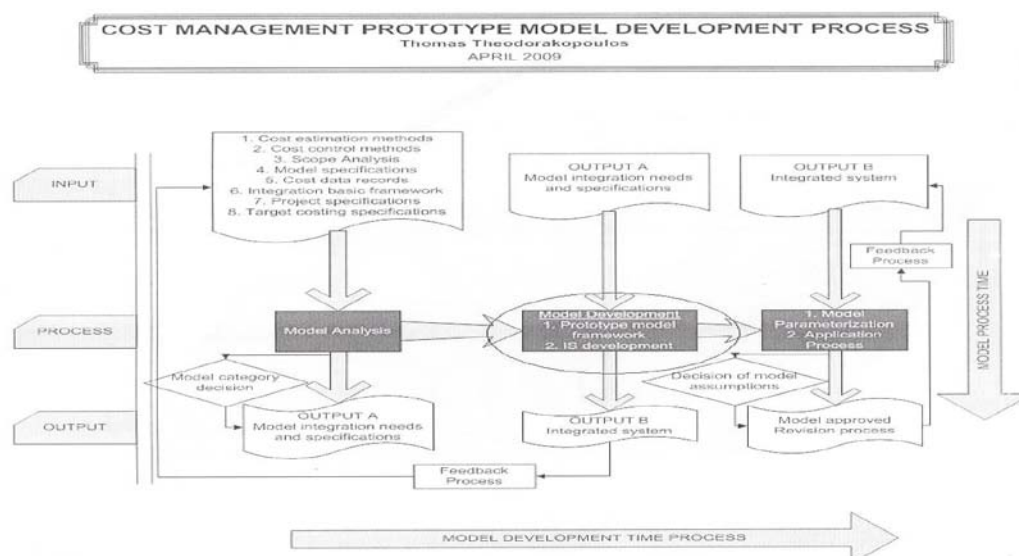 COST MANAGEMENT PROTOTYPE MODEL DEVELOPMENT PROCESS
Thomas Theodorakopoulos
APRIL 2009
INPUT
1. Cost estimation methods
2. Cost control methods
3. Scope Analysis
4. Model specifications
5. Cost data records
6. Integration basic framework
7. Project specifications
8. Target costing specifications
OUTPUT A
Model integration needs
and specifications
OUTPUT B
Integrated system
Feedback
Process
MODEL PROCESS TIME
PROCESS
Model Analysis
Model Development
1. Prototype model
framework
2. IS development
1. Model
Parameterization
2. Application
Process
Model category
decision
Decision of model
assumptions
OUTPUT
OUTPUT A
Model integration needs
and specifications
OUTPUT B
Integrated system
Model approved
Revision process
Feedback
Process
MODEL DEVELOPMENT TIME PROCESS